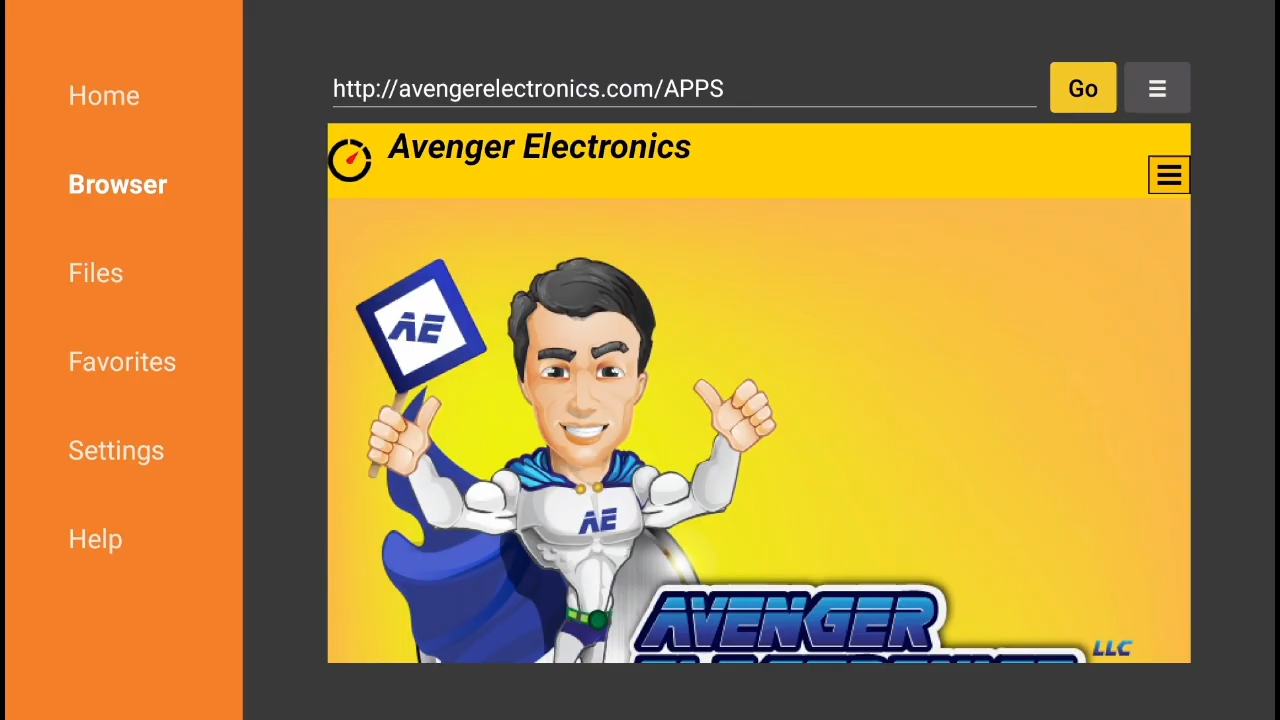 Home
Browser
Files
Favorites
Settings
Help
http://avengerelectronics.com/APPS
Go
Avenger Electronics
AE
AE
AVENGER
LLC